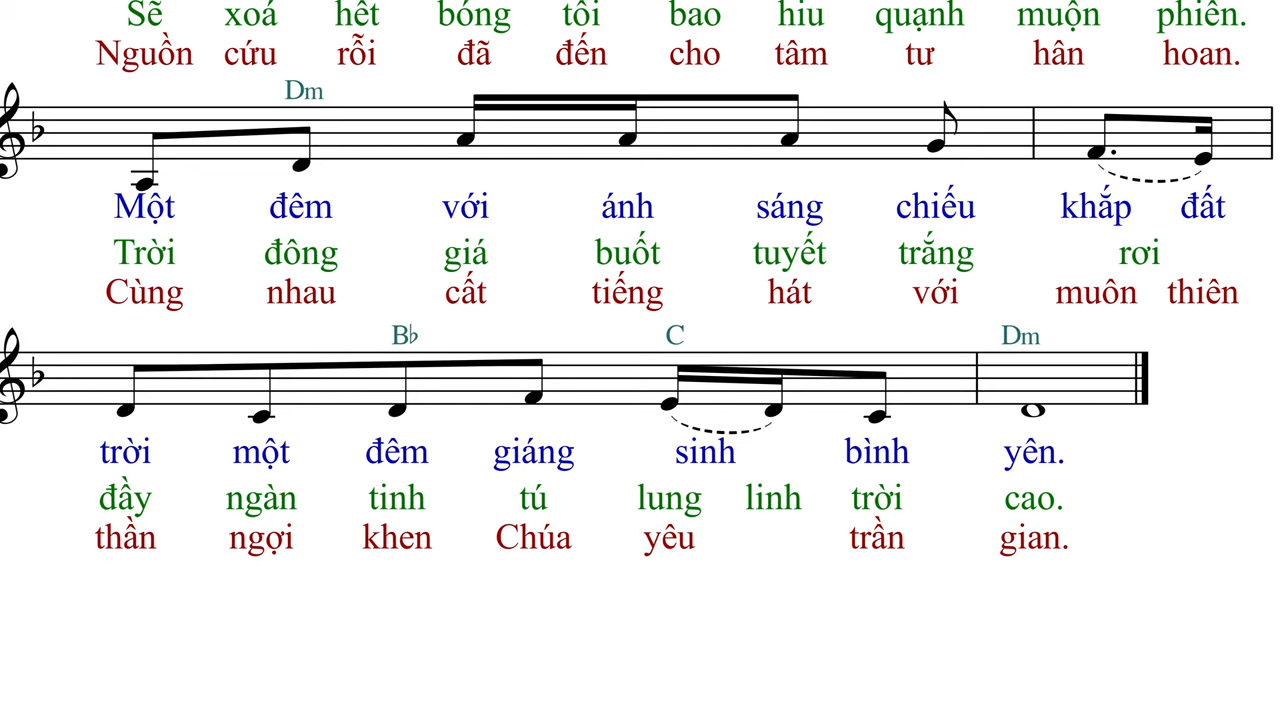 Sẽ xoá hết bóng tối bao hiu quạnh muộn phiền.
Nguồn cứu rỗi đã đến cho tâm tư hân hoan.
Dm
Một đêm với ánh sáng chiếu khắp đất
Trời đông giá buốt tuyết trắng rơi
Cùng nhau cất tiếng hát với muôn thiên
B♭ C Dm
trời một đêm giáng sinh bình yên.
đầy ngàn tinh tú lung linh trời cao.
thần ngợi khen Chúa yêu trần gian.